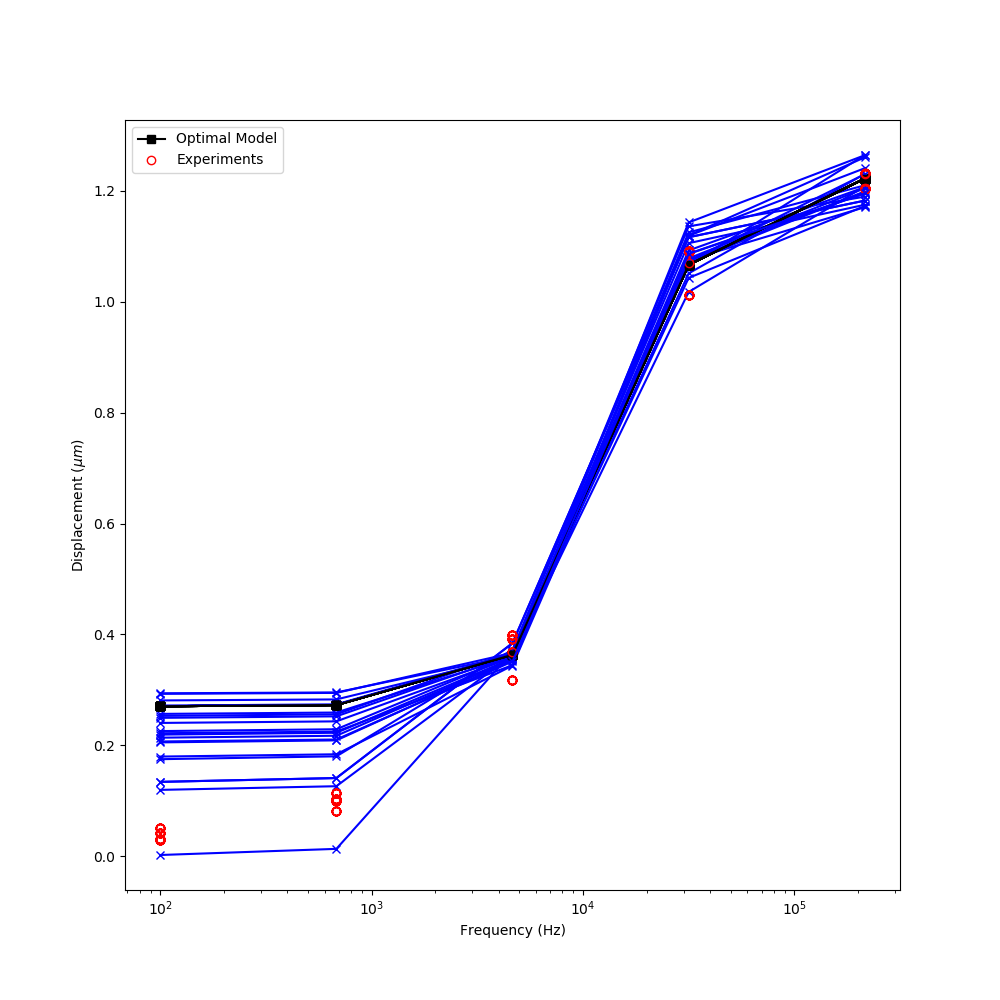 Optimal Model
Experiments
1.2
1.0
0.8
0.6
0.4
0.2
0.0
Displacement (μm)
10²
10³
10⁴
10⁵
Frequency (Hz)